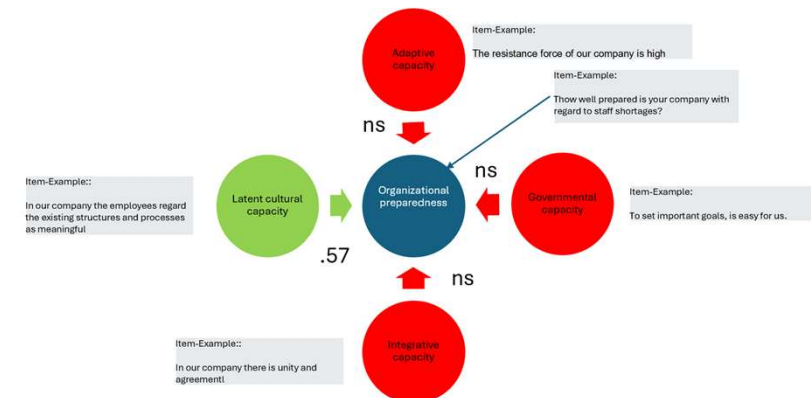 Item-Example:
The resistance force of our company is high
Adaptive
capacity
Item-Example:
Thow well prepared is your company with
regard to staff shortages?
ns
ns
Item-Example::
In our company the employees regard
the existing structures and processes
as meaningful
Latent cultural
capacity
Organizational
preparedness
Governmental
capacity
Item-Example:
To set important goals, is easy for us.
.57
ns
Item-Example::
In our company there is unity and
agreement!
Integrative
capacity